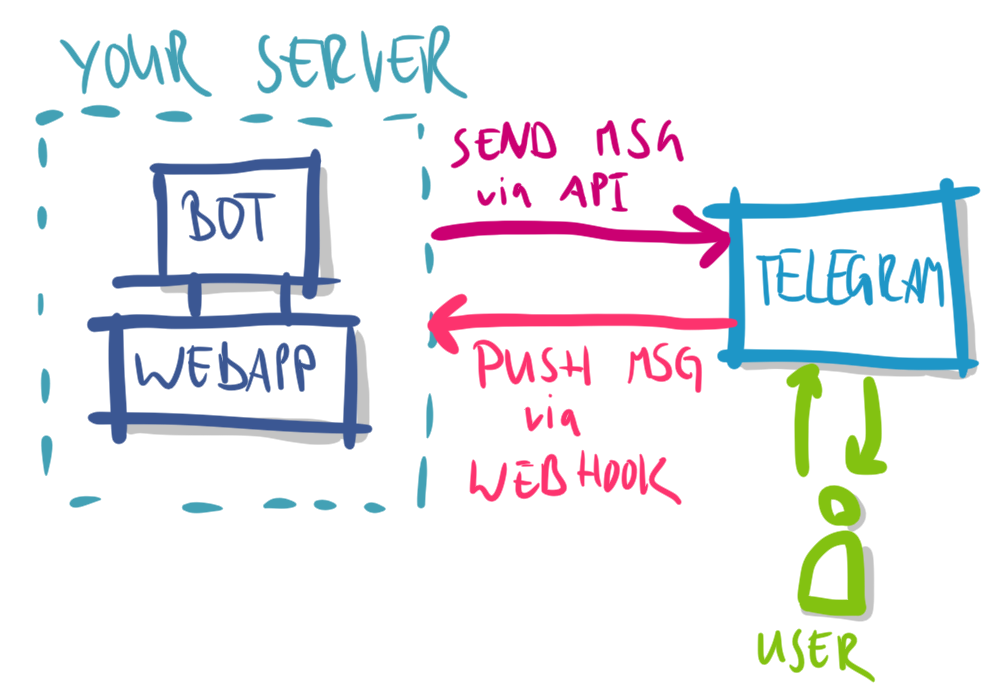 YOUR SERVER
BOT
WEBAPP
SEND MSG
via API
PUSH MSG
via
WEBHOOK
TELEGRAM
USER